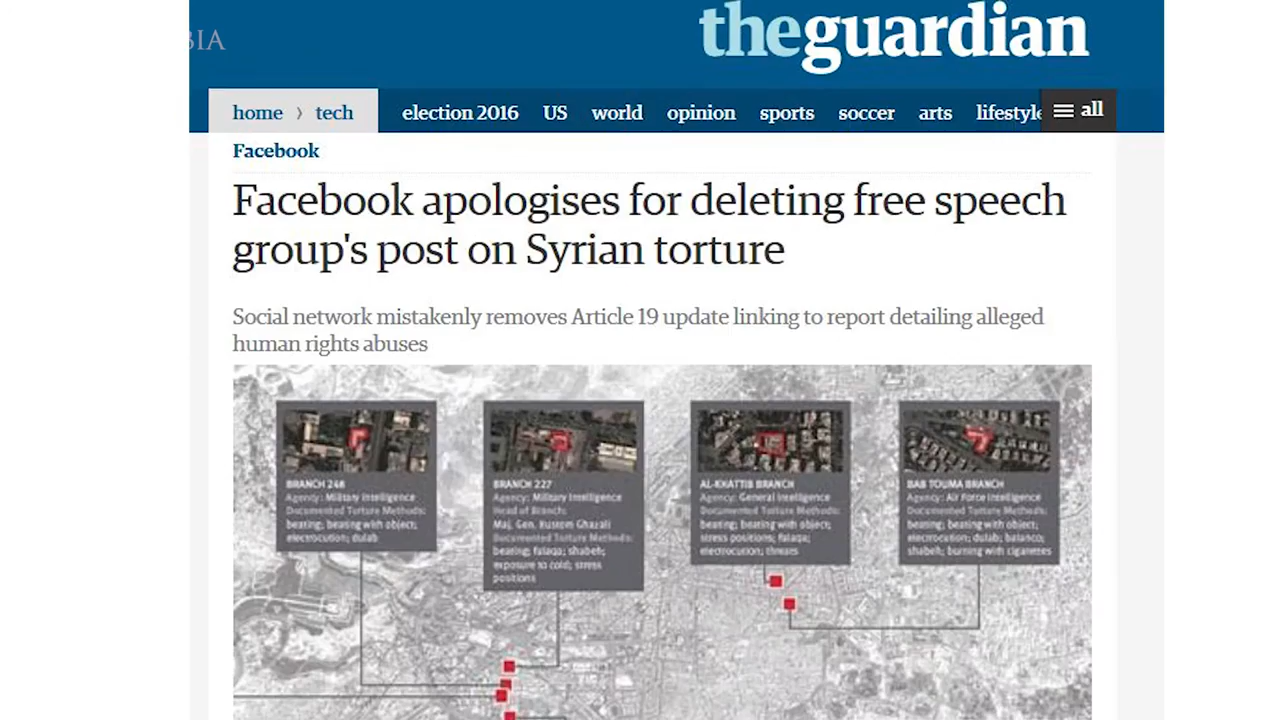 BIA
theguardian
home › tech election 2016 US world opinion sports soccer arts lifestyle ≡ all
Facebook
Facebook apologises for deleting free speech
group's post on Syrian torture
Social network mistakenly removes Article 19 update linking to report detailing alleged
human rights abuses
BRANCH 248
Agency: Military Intelligence
Documented Torture Methods:
beating; beating with object;
electrocution; dulab
BRANCH 227
Agency: Military Intelligence
Head of Branch:
Maj. Gen. Rustom Ghazali
Documented Torture Methods:
beating; falaqa; shabeh;
exposure to cold; stress
positions
AL-KHATTIB BRANCH
Agency: General Intelligence
Documented Torture Methods:
beating; beating with object;
stress positions; falaqa;
electrocution; threats
BAB TOUMA BRANCH
Agency: Air Force Intelligence
Documented Torture Methods:
beating; beating with object;
electrocution; dulab; balanco;
shabeh; burning with cigarettes